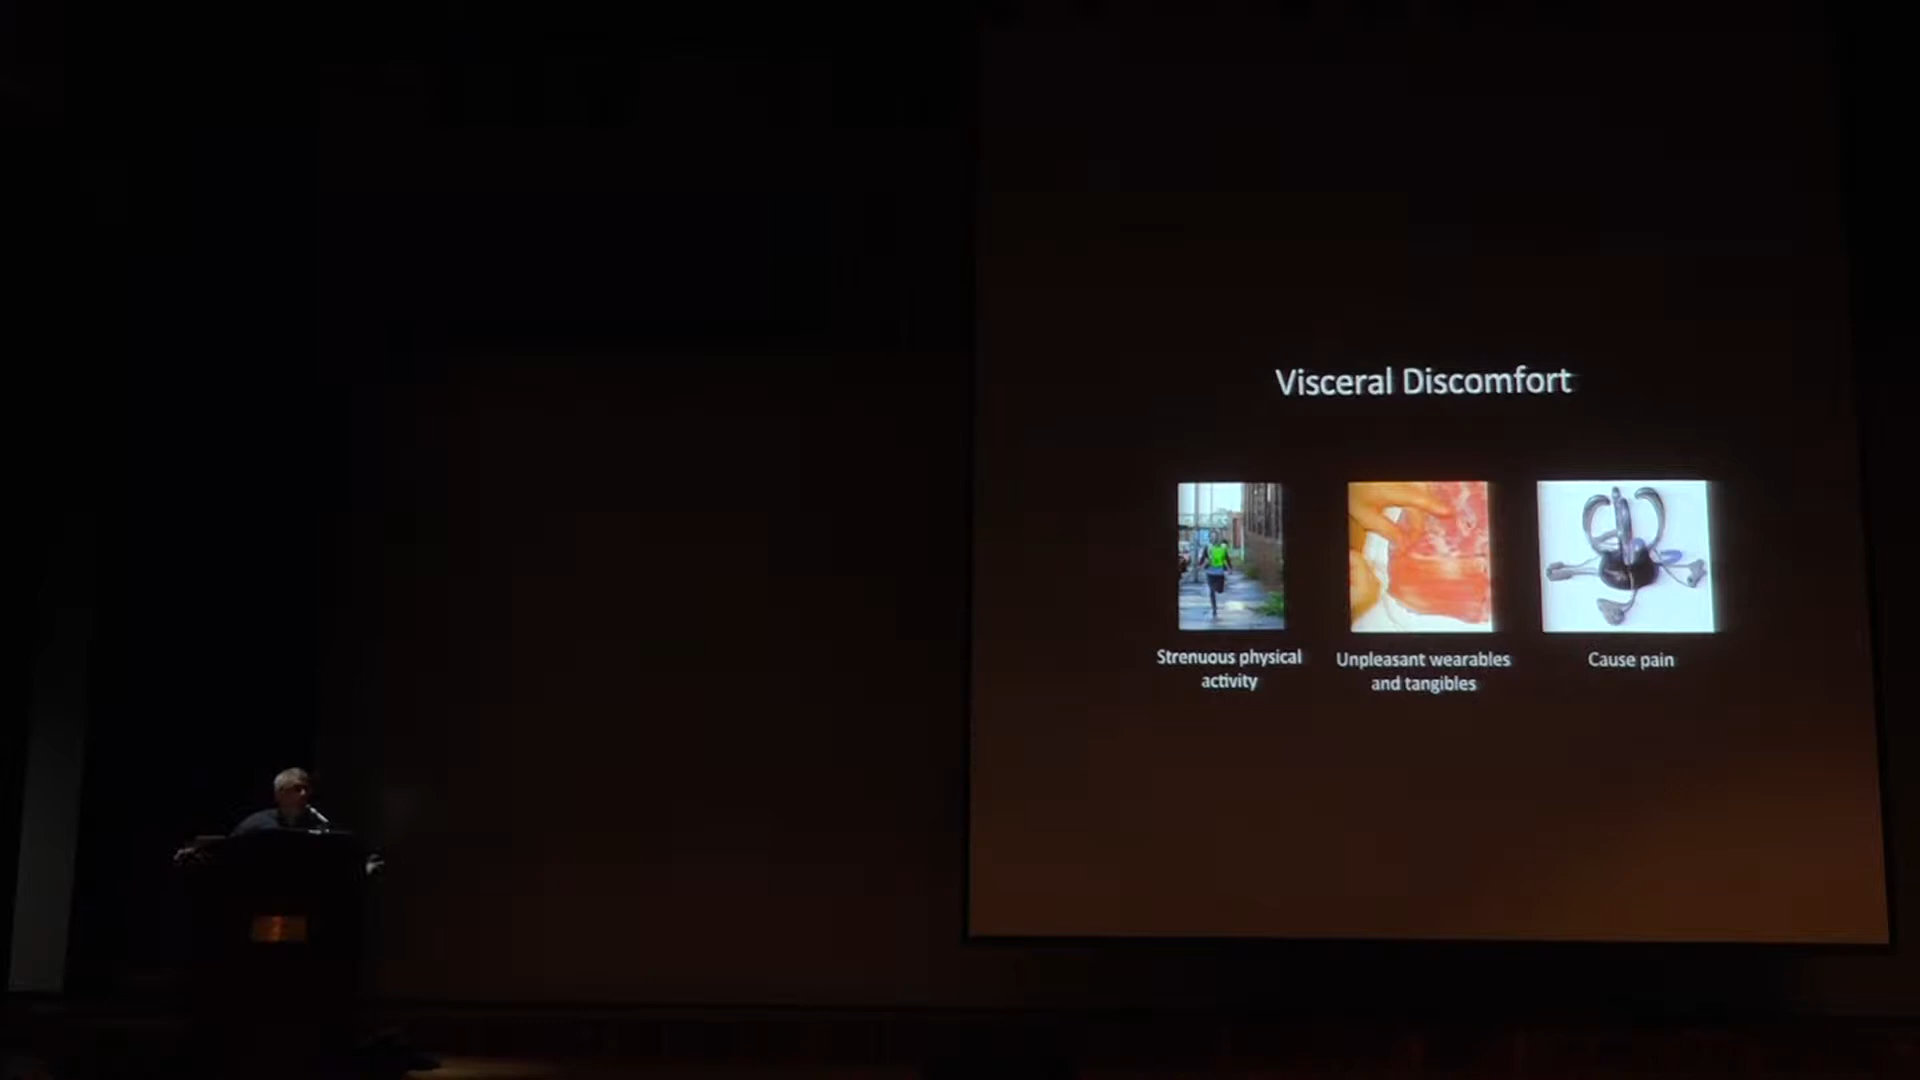 Visceral Discomfort
Strenuous physical
activity
Unpleasant wearables
and tangibles
Cause pain